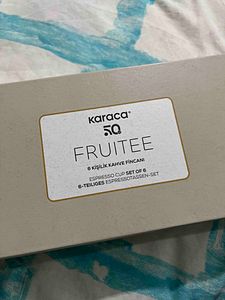 Karaca®
50
FRUITEE
6 KİŞİLİK KAHVE FİNCANI
ESPRESSO CUP SET OF 6
6-TEILIGES ESPRESSOTASSEN-SET